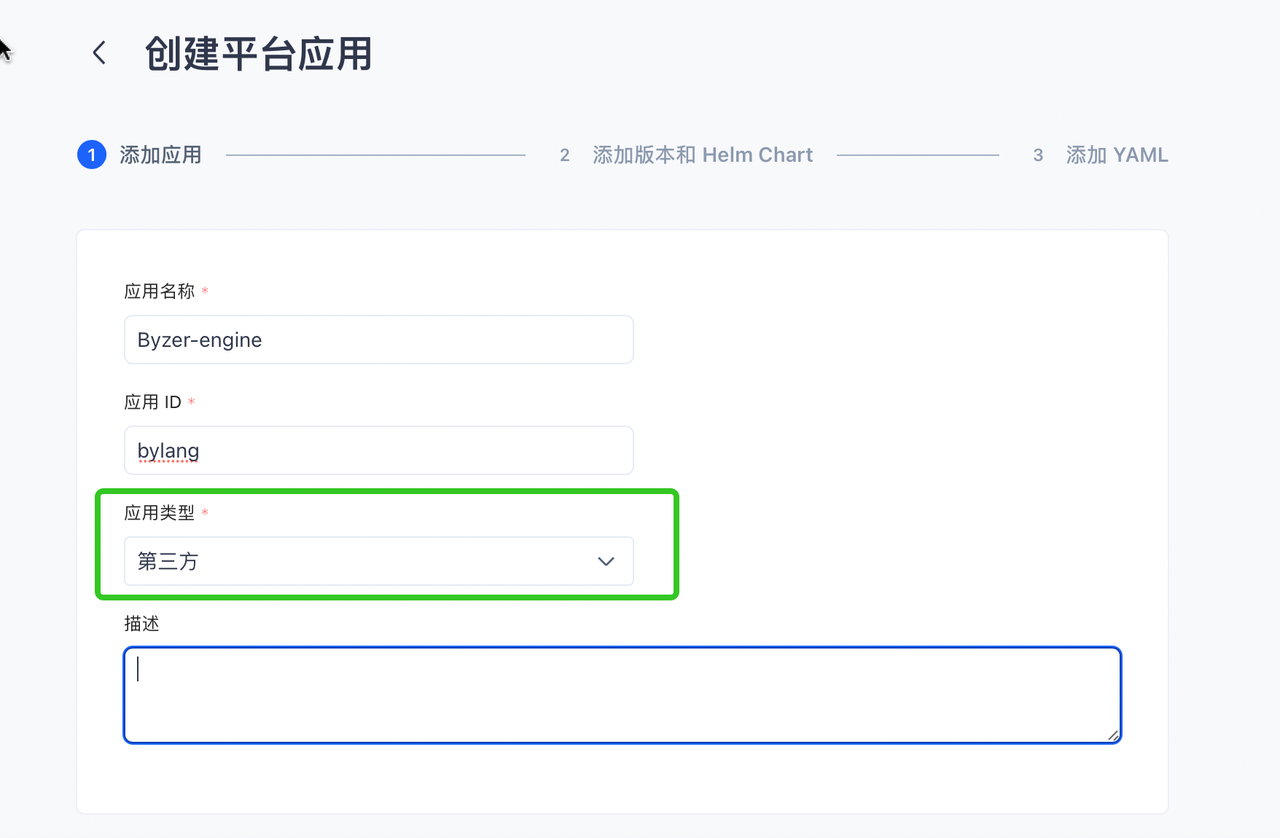 创建平台应用
1 添加应用 2 添加版本和 Helm Chart 3 添加 YAML
应用名称 *
Byzer-engine
应用 ID *
bylang
应用类型 *
第三方
描述